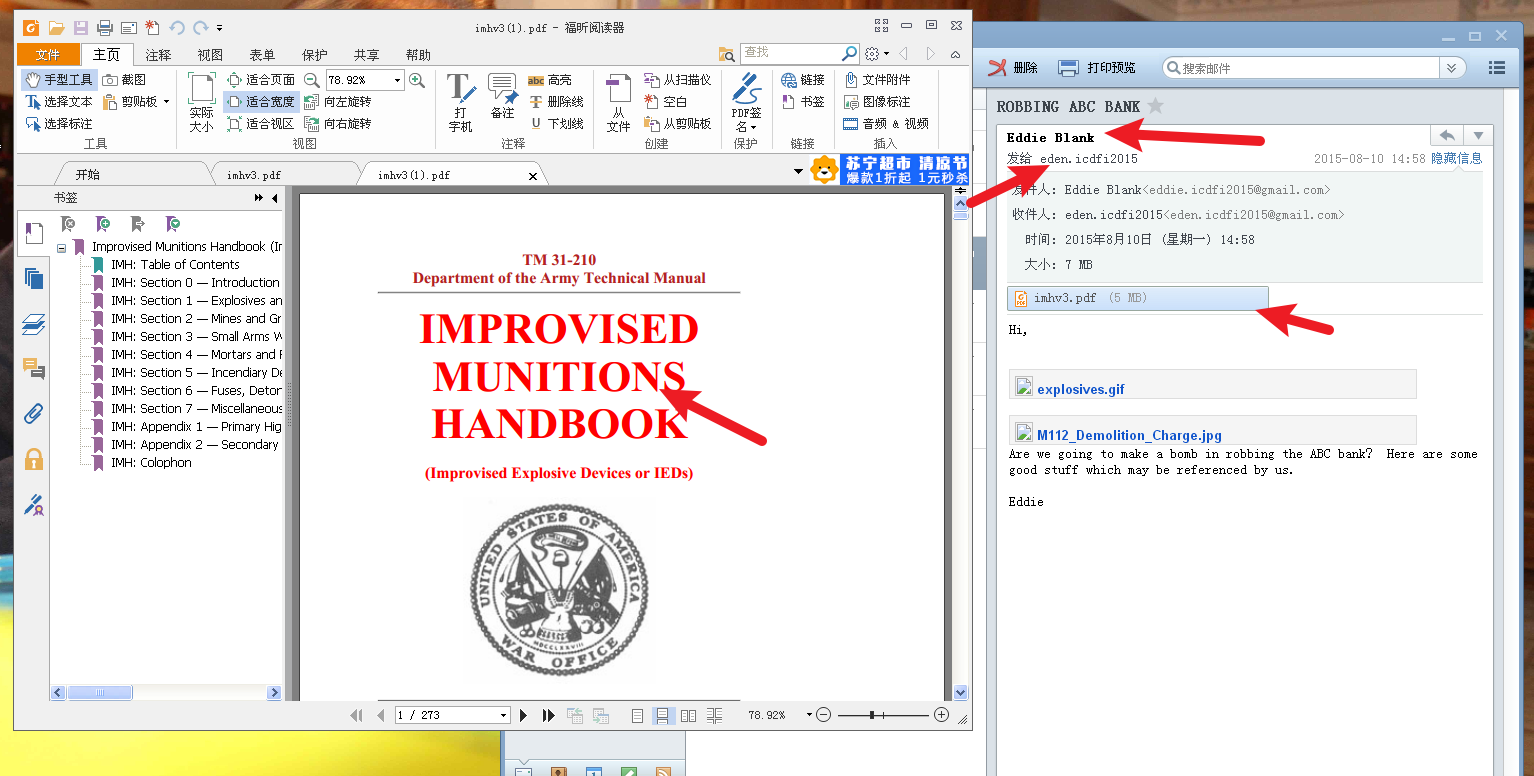 imhv3(1).pdf - 福昕阅读器
文件 主页 注释 视图 表单 保护 共享 帮助 查找
手型工具 截图
选择文本 剪贴板
选择标注
工具
实际
大小
适合页面 78.92%
适合宽度 向左旋转
适合视区 向右旋转
视图
打
字机
备注
abc 高亮
删除线
U 下划线
注释
从
文件
从扫描仪
空白
从剪贴板
创建
PDF签
名
保护
链接
书签
链接
文件附件
图像标注
音频 & 视频
插入
开始 imhv3.pdf imhv3(1).pdf
苏宁超市 清凉节
爆款1折起 1元秒杀
书签
Improvised Munitions Handbook (Ir
IMH: Table of Contents
IMH: Section 0 — Introduction
IMH: Section 1 — Explosives an
IMH: Section 2 — Mines and Gr
IMH: Section 3 — Small Arms W
IMH: Section 4 — Mortars and
IMH: Section 5 — Incendiary De
IMH: Section 6 — Fuses, Deton
IMH: Section 7 — Miscellaneous
IMH: Appendix 1 — Primary Hig
IMH: Appendix 2 — Secondary
IMH: Colophon
TM 31-210
Department of the Army Technical Manual
IMPROVISED
MUNITIONS
HANDBOOK
(Improvised Explosive Devices or IEDs)
UNITED STATES OF AMERICA
WAR OFFICE
MDCCLXXVIII
1 / 273
78.92%
删除 打印预览 搜索邮件
ROBBING ABC BANK
Eddie Blank
发给 eden.icdfi2015 2015-08-10 14:58 隐藏信息
发件人: Eddie Blank<eddie.icdfi2015@gmail.com>
收件人: eden.icdfi2015<eden.icdfi2015@gmail.com>
时间: 2015年8月10日 (星期一) 14:58
大小: 7 MB
PDF imhv3.pdf (5 MB)
Hi,
explosives.gif
M112_Demolition_Charge.jpg
Are we going to make a bomb in robbing the ABC bank? Here are some
good stuff which may be referenced by us.
Eddie